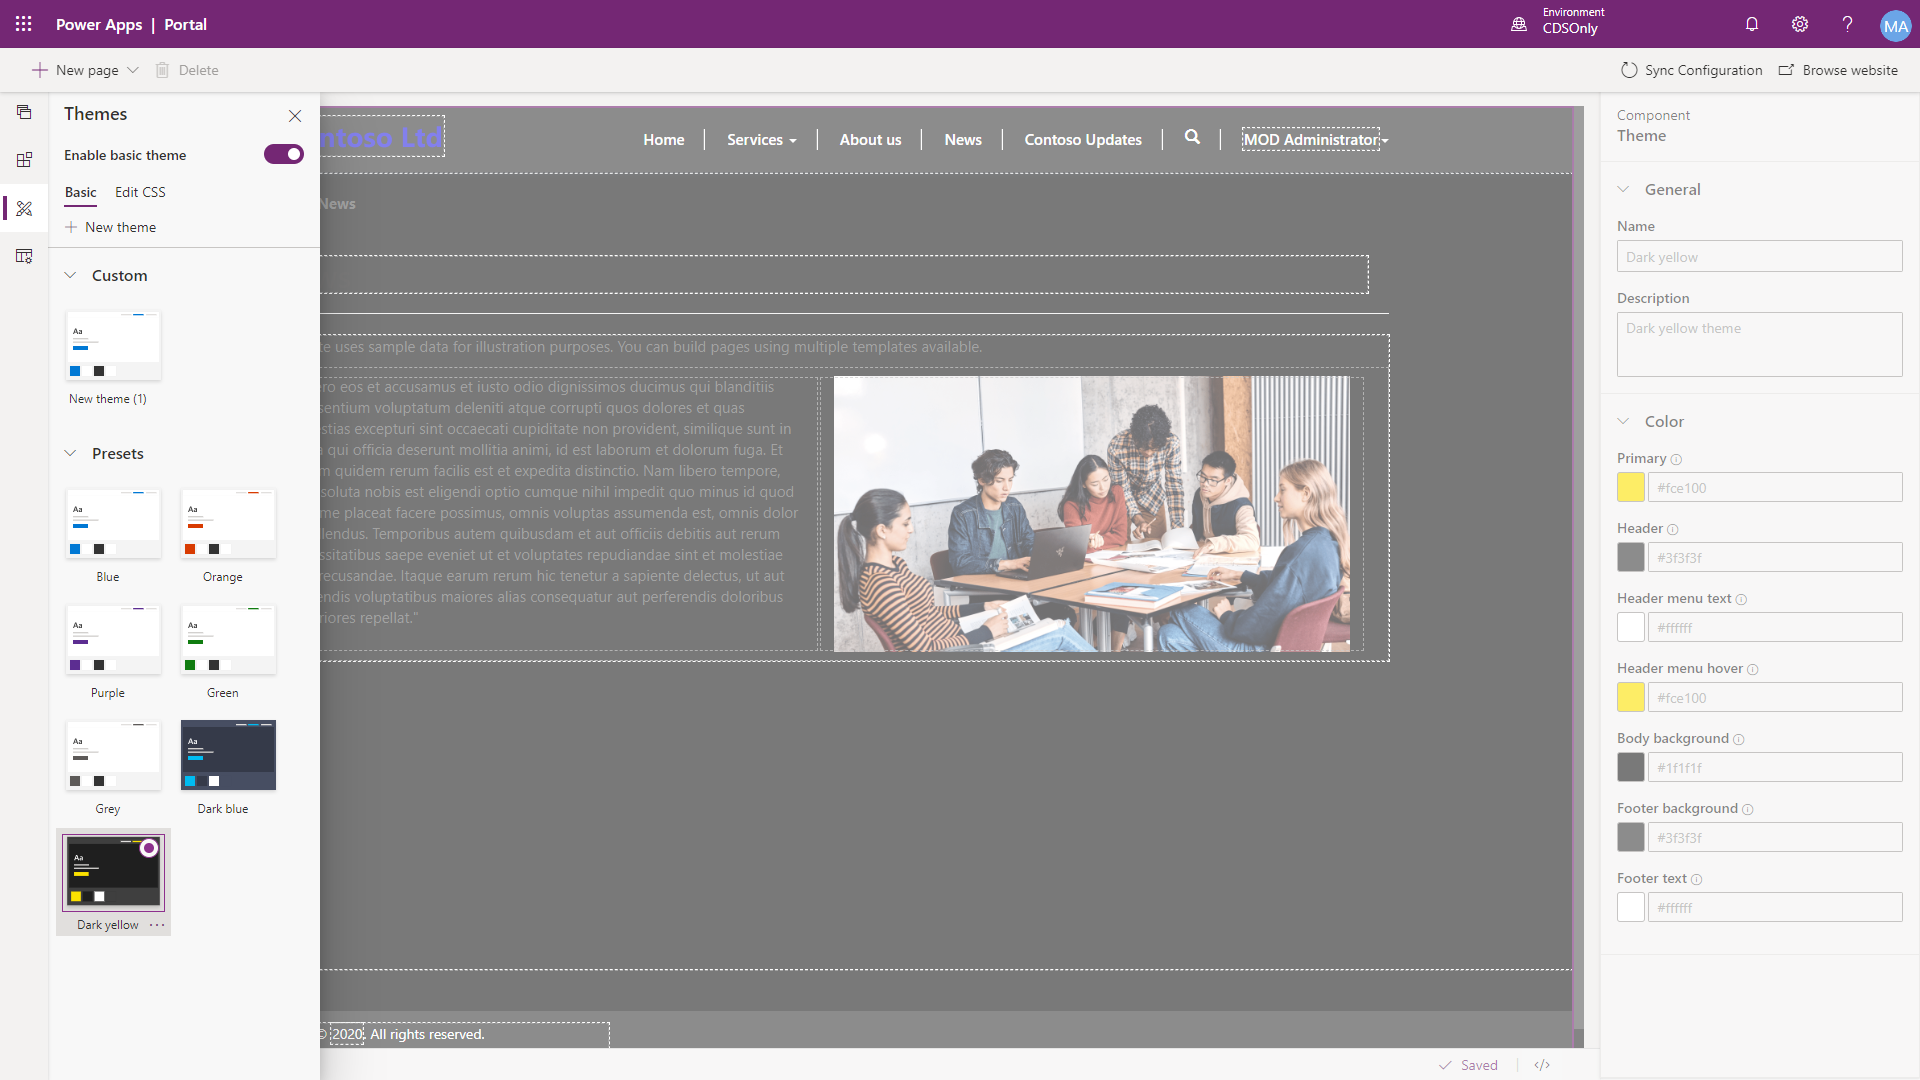 Power Apps | Portal
Environment
CDSOnly
?
MA
New page
Delete
Sync Configuration
Browse website
Themes
Enable basic theme
Basic
Edit CSS
New theme
Custom
Aa
New theme (1)
Presets
Aa
Aa
Blue
Orange
Aa
Aa
Purple
Green
Aa
Aa
Grey
Dark blue
Aa
Dark yellow ...
ntoso Ltd
Home
Services
About us
News
Contoso Updates
MOD Administrator
News
te uses sample data for illustration purposes. You can build pages using multiple templates available.
ro eos et accusamus et iusto odio dignissimos ducimus qui blanditiis
sentium voluptatum deleniti atque corrupti quos dolores et quas
stias excepturi sint occaecati cupiditate non provident, similique sunt in
qui officia deserunt mollitia animi, id est laborum et dolorum fuga. Et
m quidem rerum facilis est et expedita distinctio. Nam libero tempore,
soluta nobis est eligendi optio cumque nihil impedit quo minus id quod
me placeat facere possimus, omnis voluptas assumenda est, omnis dolor
llendus. Temporibus autem quibusdam et aut officiis debitis aut rerum
ssitatibus saepe eveniet ut et voluptates repudiandae sint et molestiae
recusandae. Itaque earum rerum hic tenetur a sapiente delectus, ut aut
endis voluptatibus maiores alias consequatur aut perferendis doloribus
riores repellat."
© 2020. All rights reserved.
Saved
</>
Component
Theme
General
Name
Dark yellow
Description
Dark yellow theme
Color
Primary
#fce100
Header
#3f3f3f
Header menu text
#ffffff
Header menu hover
#fce100
Body background
#1f1f1f
Footer background
#3f3f3f
Footer text
#ffffff